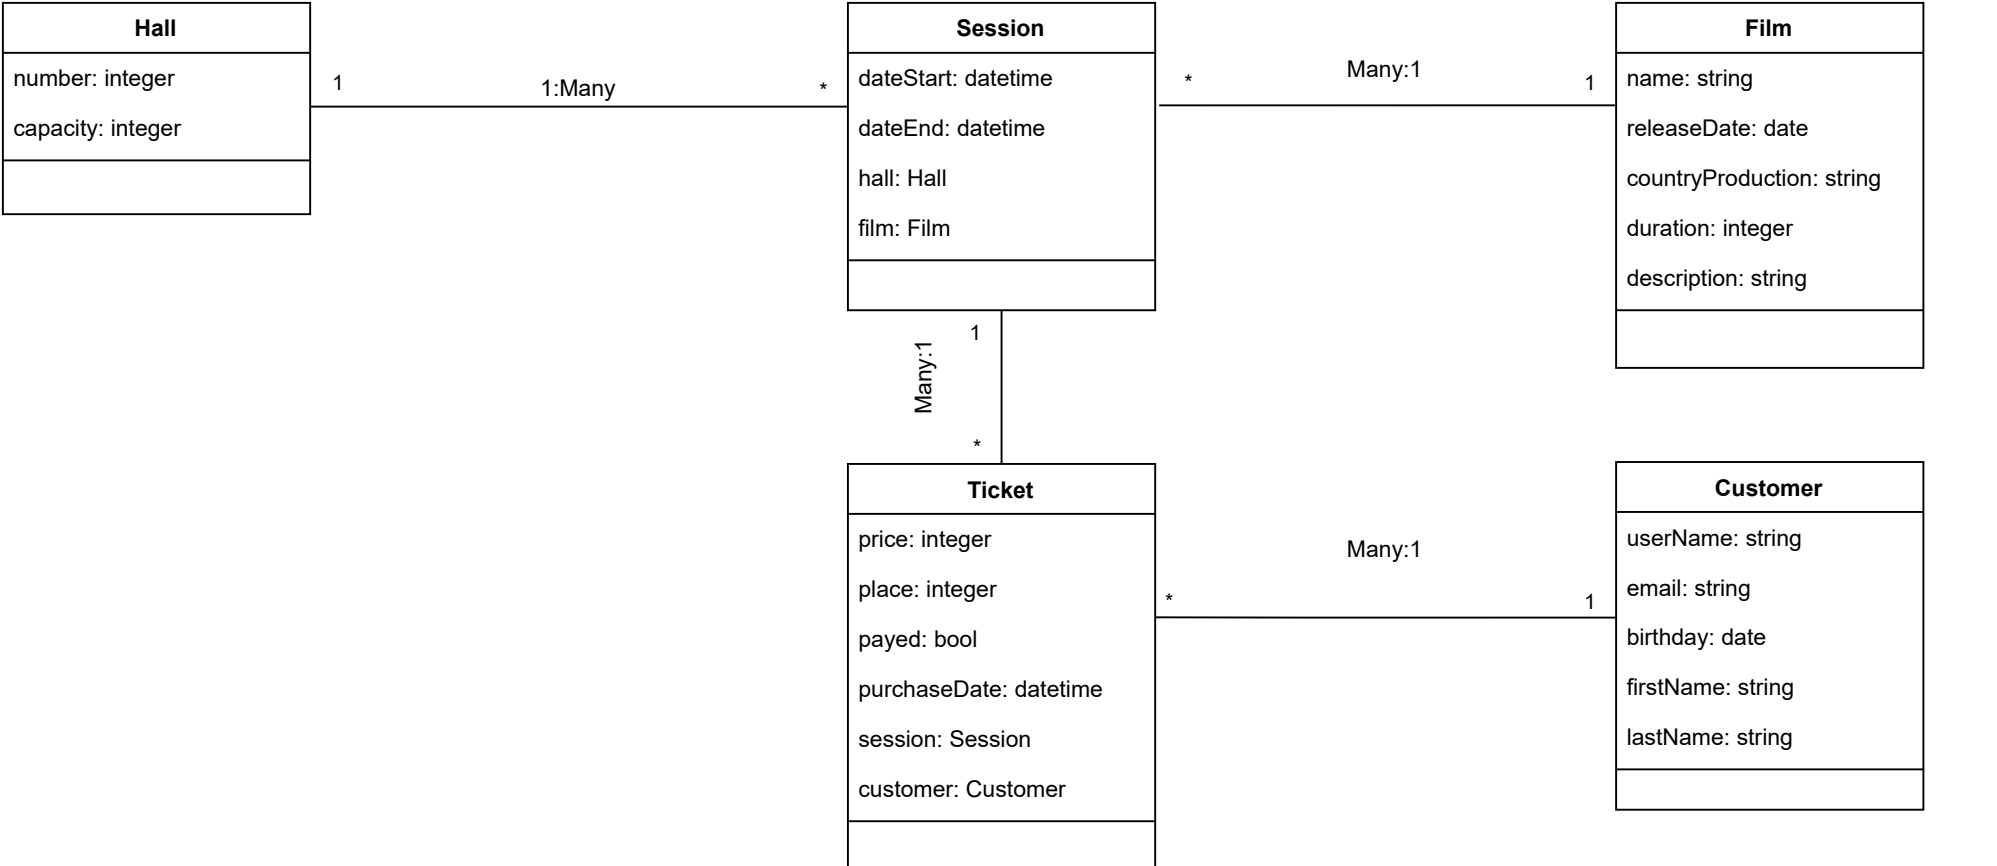 Hall
number: integer
capacity: integer
1
1:Many
*
Session
dateStart: datetime
dateEnd: datetime
hall: Hall
film: Film
*
Many:1
1
Film
name: string
releaseDate: date
countryProduction: string
duration: integer
description: string
1
Many:1
*
Ticket
price: integer
place: integer
payed: bool
purchaseDate: datetime
session: Session
customer: Customer
Many:1
*
1
Customer
userName: string
email: string
birthday: date
firstName: string
lastName: string